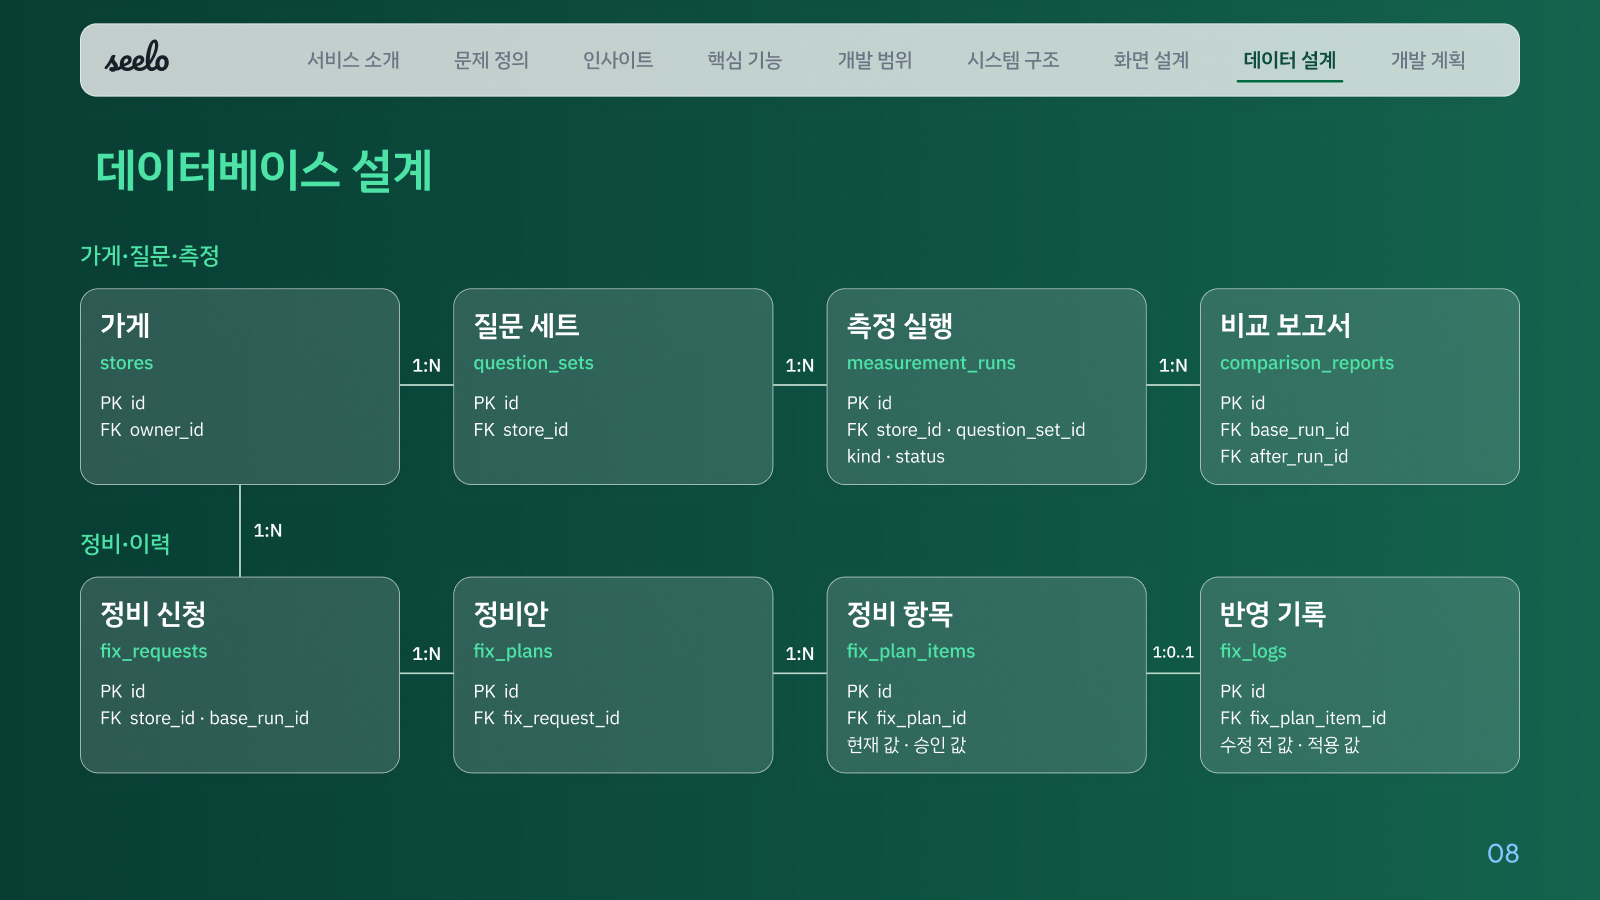 seelo
서비스 소개 문제 정의 인사이트 핵심 기능 개발 범위 시스템 구조 화면 설계 데이터 설계 개발 계획
데이터베이스 설계
가게·질문·측정
가게
stores
PK id
FK owner_id
1:N
질문 세트
question_sets
PK id
FK store_id
1:N
측정 실행
measurement_runs
PK id
FK store_id · question_set_id
kind · status
1:N
비교 보고서
comparison_reports
PK id
FK base_run_id
FK after_run_id
1:N
정비·이력
정비 신청
fix_requests
PK id
FK store_id · base_run_id
1:N
정비안
fix_plans
PK id
FK fix_request_id
1:N
정비 항목
fix_plan_items
PK id
FK fix_plan_id
현재 값 · 승인 값
1:0..1
반영 기록
fix_logs
PK id
FK fix_plan_item_id
수정 전 값 · 적용 값
08